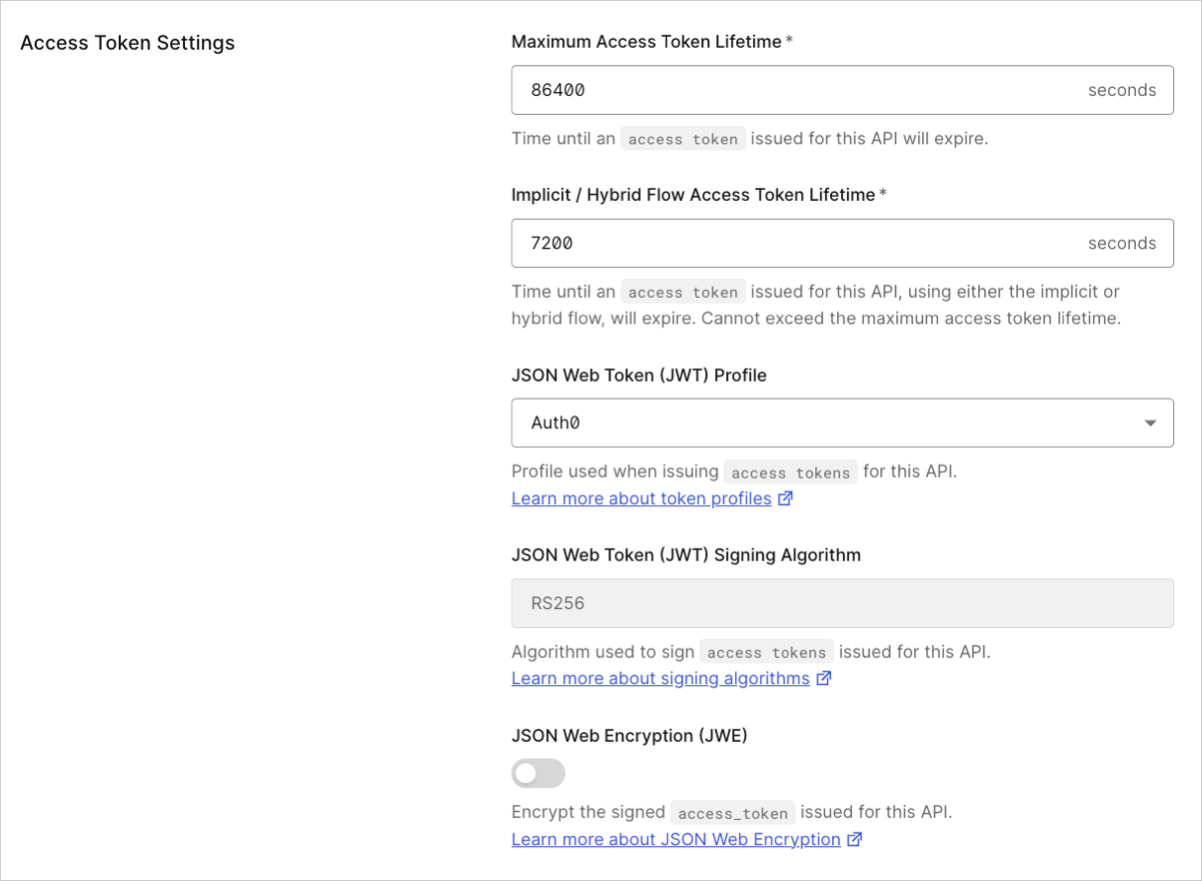 Access Token Settings
Maximum Access Token Lifetime *
86400 seconds
Time until an access token issued for this API will expire.
Implicit / Hybrid Flow Access Token Lifetime *
7200 seconds
Time until an access token issued for this API, using either the implicit or
hybrid flow, will expire. Cannot exceed the maximum access token lifetime.
JSON Web Token (JWT) Profile
Auth0
Profile used when issuing access tokens for this API.
Learn more about token profiles
JSON Web Token (JWT) Signing Algorithm
RS256
Algorithm used to sign access tokens issued for this API.
Learn more about signing algorithms
JSON Web Encryption (JWE)
Encrypt the signed access_token issued for this API.
Learn more about JSON Web Encryption